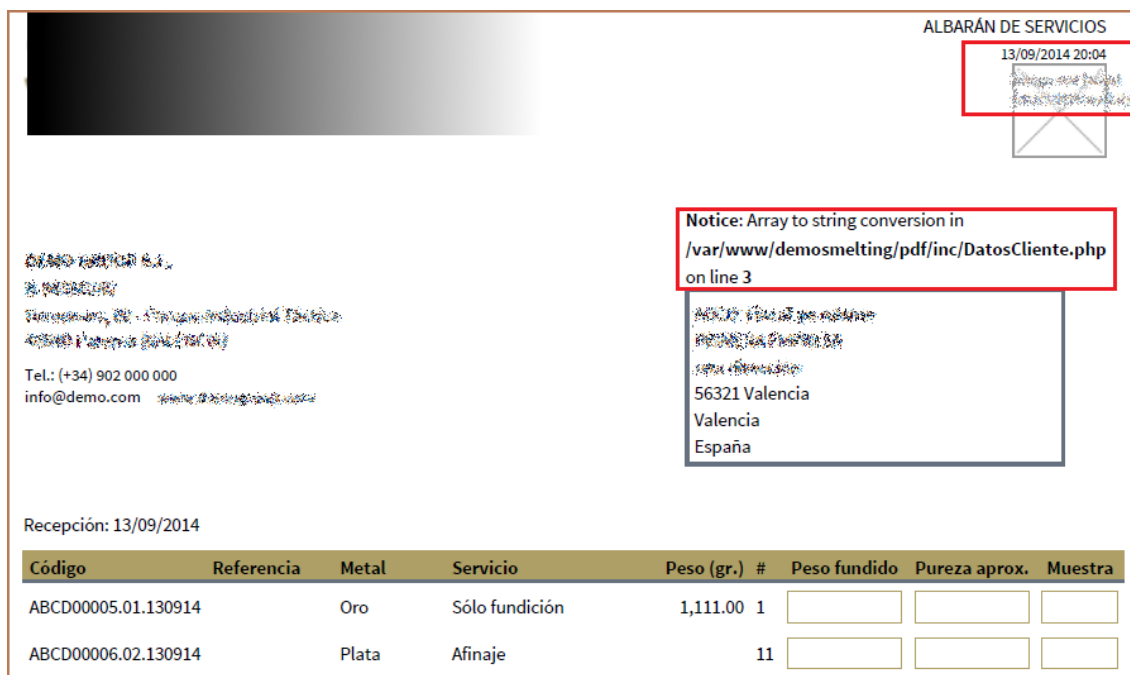 ALBARÁN DE SERVICIOS
13/09/2014 20:04
Notice: Array to string conversion in
/var/www/demosmelting/pdf/inc/DatosCliente.php
on line 3
Tel.: (+34) 902 000 000
info@demo.com
56321 Valencia
Valencia
España
Recepción: 13/09/2014
Código Referencia Metal Servicio Peso (gr.) # Peso fundido Pureza aprox. Muestra
ABCD00005.01.130914 Oro Sólo fundición 1,111.00 1
ABCD00006.02.130914 Plata Afinaje 11